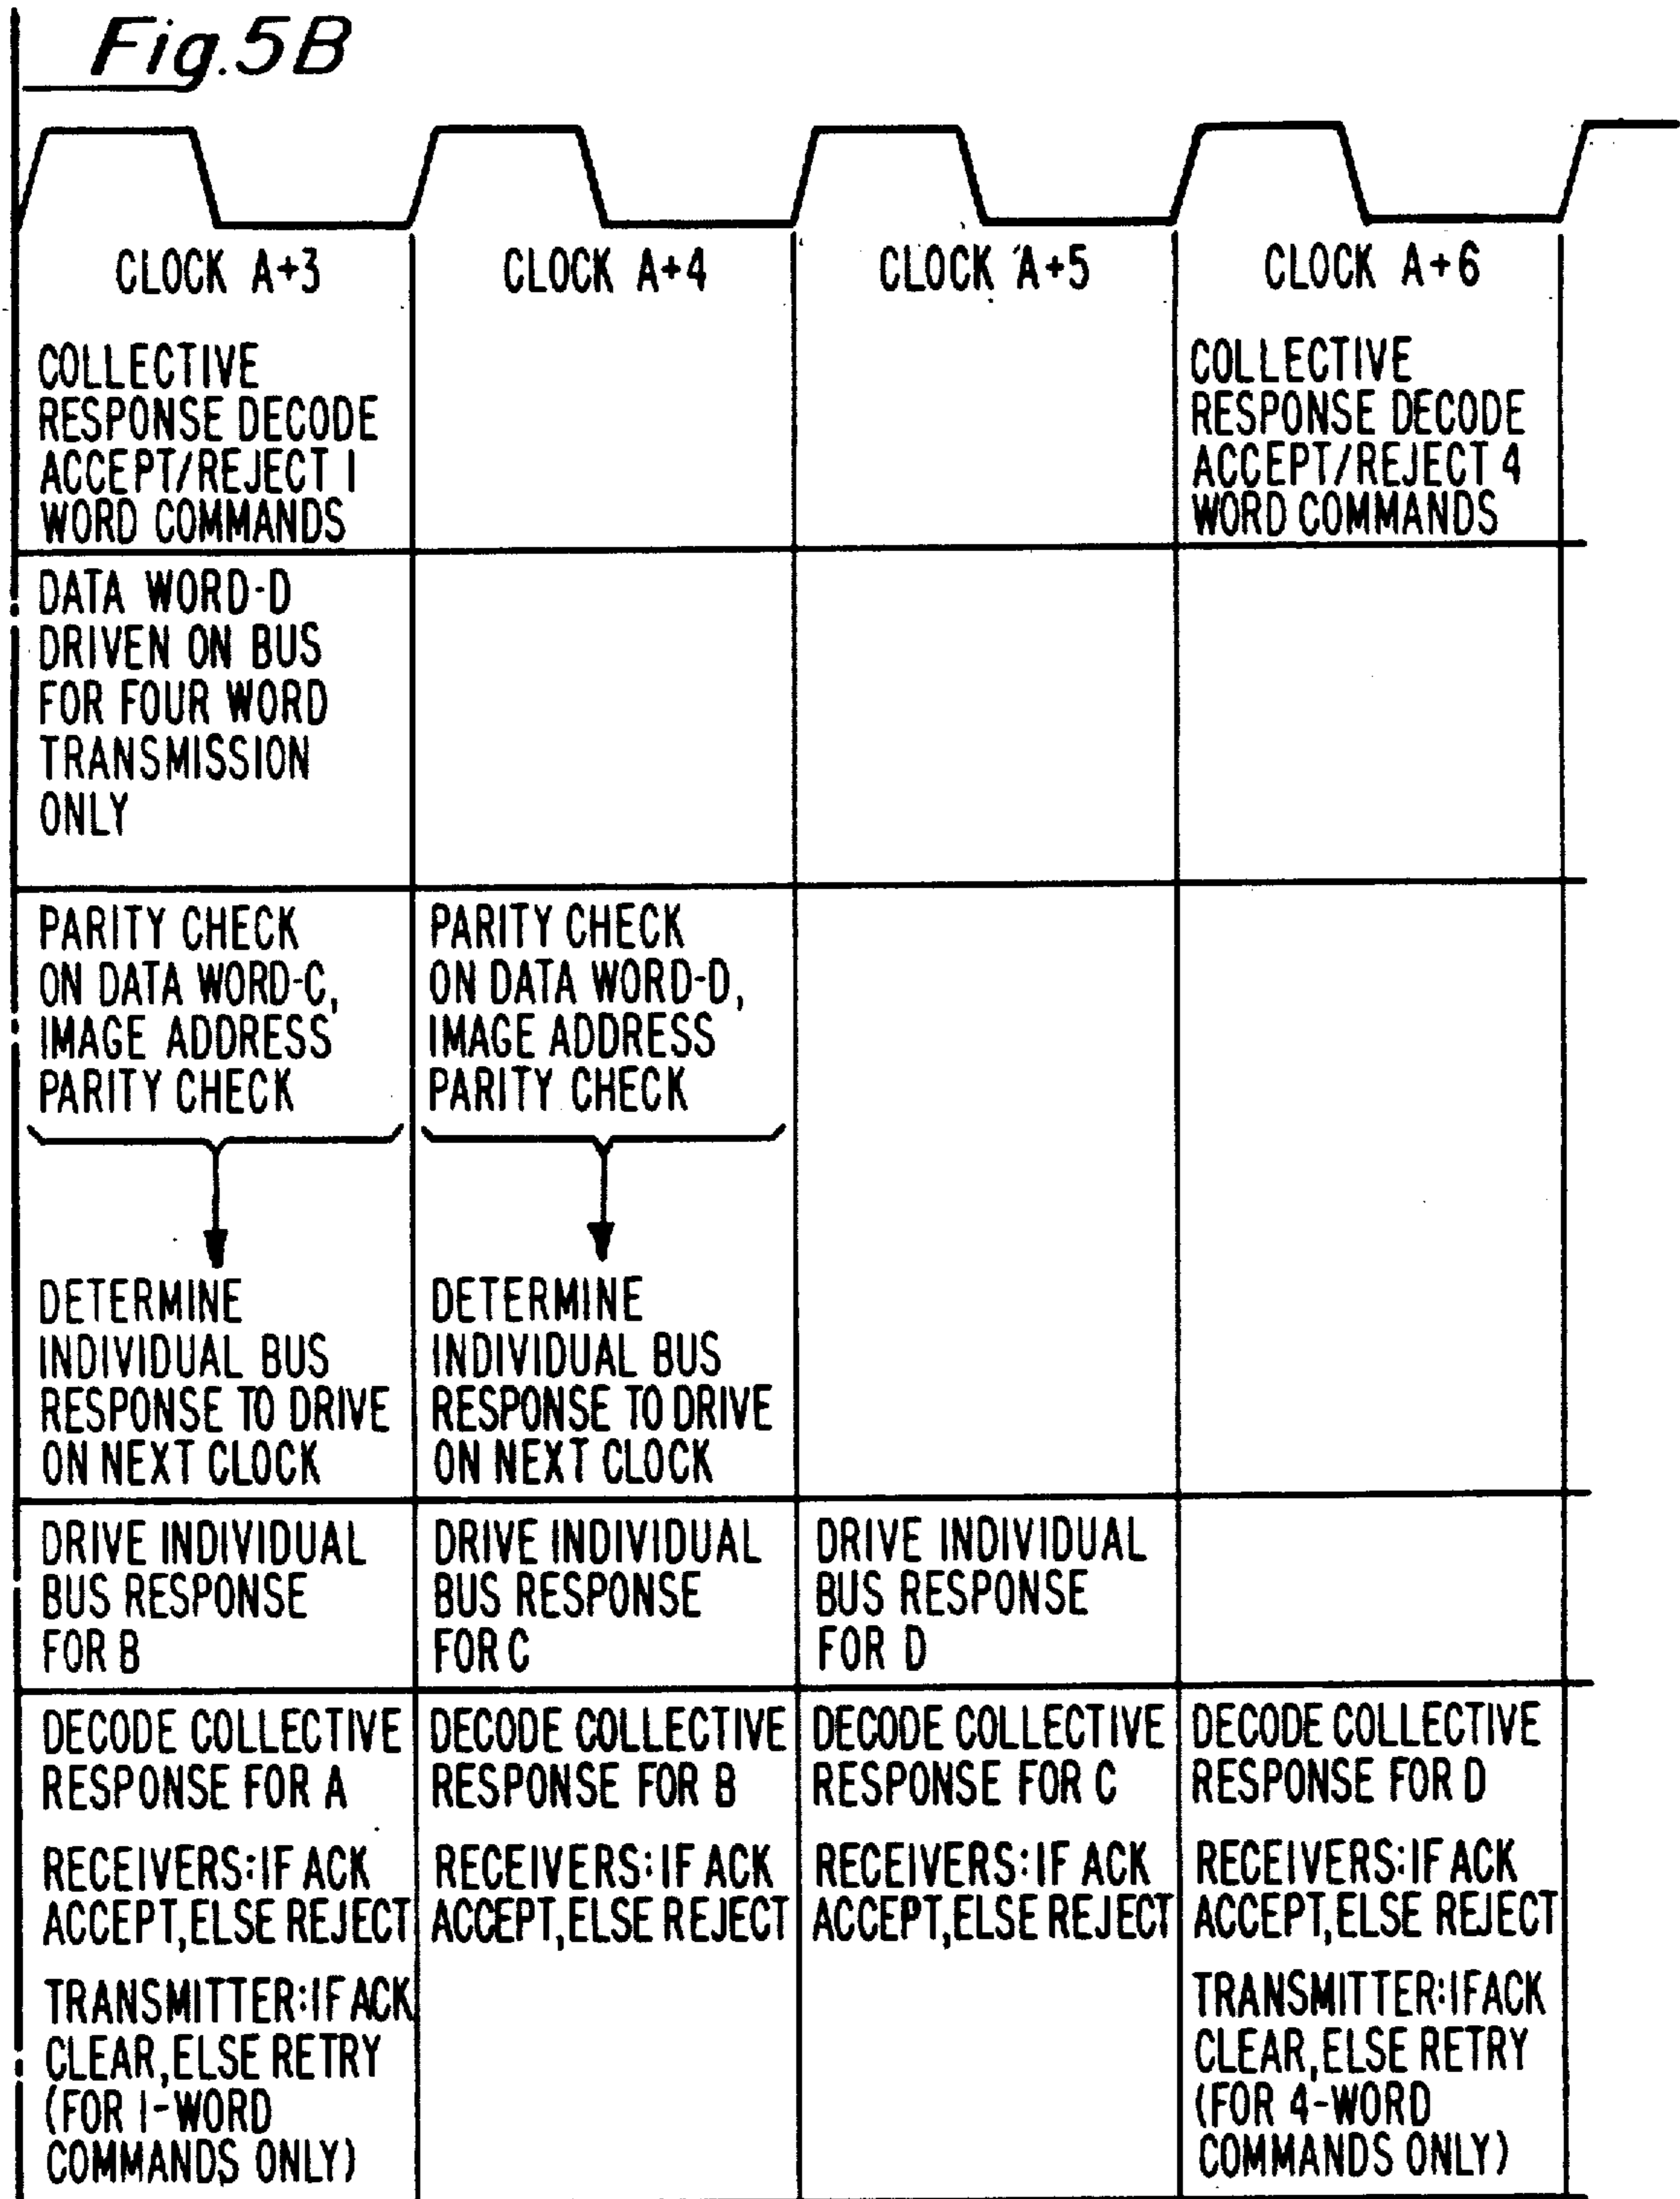 Fig.5B
CLOCK A+3
CLOCK A+4
CLOCK A+5
CLOCK A+6
COLLECTIVE
RESPONSE DECODE
ACCEPT/REJECT 1
WORD COMMANDS
COLLECTIVE
RESPONSE DECODE
ACCEPT/REJECT 4
WORD COMMANDS
DATA WORD-D
DRIVEN ON BUS
FOR FOUR WORD
TRANSMISSION
ONLY
PARITY CHECK
ON DATA WORD-C,
IMAGE ADDRESS
PARITY CHECK
DETERMINE
INDIVIDUAL BUS
RESPONSE TO DRIVE
ON NEXT CLOCK
PARITY CHECK
ON DATA WORD-D,
IMAGE ADDRESS
PARITY CHECK
DETERMINE
INDIVIDUAL BUS
RESPONSE TO DRIVE
ON NEXT CLOCK
DRIVE INDIVIDUAL
BUS RESPONSE
FOR B
DRIVE INDIVIDUAL
BUS RESPONSE
FOR C
DRIVE INDIVIDUAL
BUS RESPONSE
FOR D
DECODE COLLECTIVE
RESPONSE FOR A
RECEIVERS:IF ACK
ACCEPT,ELSE REJECT
TRANSMITTER:IF ACK
CLEAR,ELSE RETRY
(FOR 1-WORD
COMMANDS ONLY)
DECODE COLLECTIVE
RESPONSE FOR B
RECEIVERS:IF ACK
ACCEPT,ELSE REJECT
DECODE COLLECTIVE
RESPONSE FOR C
RECEIVERS:IF ACK
ACCEPT,ELSE REJECT
DECODE COLLECTIVE
RESPONSE FOR D
RECEIVERS:IF ACK
ACCEPT,ELSE REJECT
TRANSMITTER:IF ACK
CLEAR,ELSE RETRY
(FOR 4-WORD
COMMANDS ONLY)